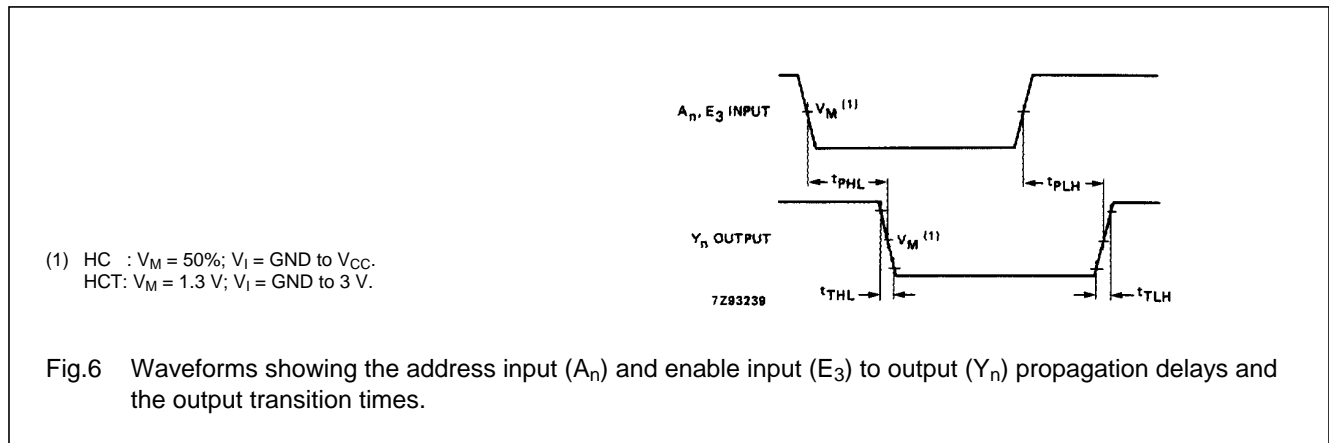 Aₙ, E₃ INPUT
V_M (1)
t_PHL
t_PLH
Yₙ OUTPUT
V_M (1)
t_THL
t_TLH
7Z93239
(1) HC : V_M = 50%; V_I = GND to V_CC.
HCT: V_M = 1.3 V; V_I = GND to 3 V.
Fig.6 Waveforms showing the address input (Aₙ) and enable input (E₃) to output (Yₙ) propagation delays and
the output transition times.